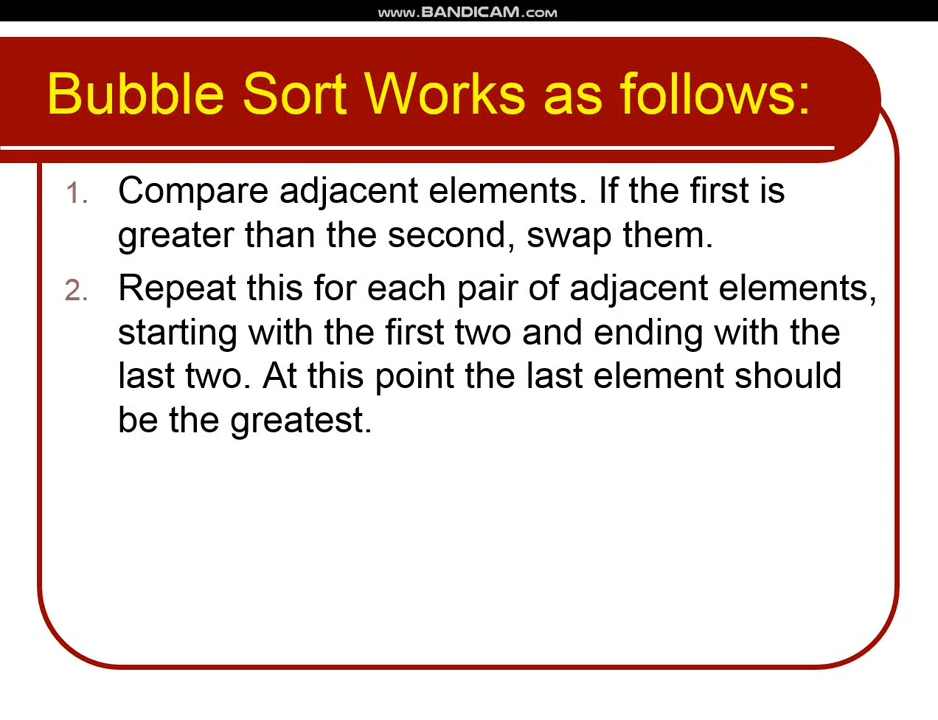 www.BANDICAM.com
Bubble Sort Works as follows:
1. Compare adjacent elements. If the first is
greater than the second, swap them.
2. Repeat this for each pair of adjacent elements,
starting with the first two and ending with the
last two. At this point the last element should
be the greatest.